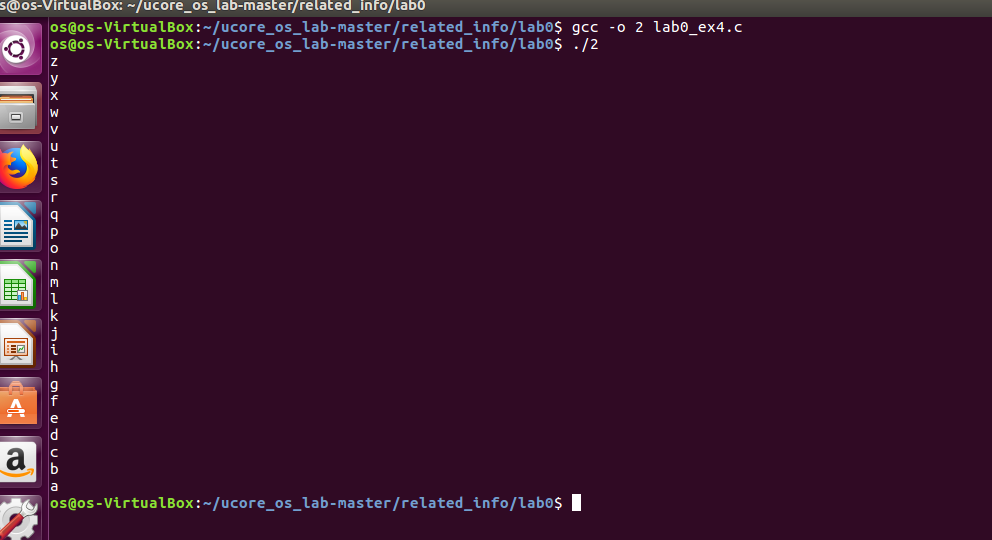 s@os-VirtualBox: ~/ucore_os_lab-master/related_info/lab0
os@os-VirtualBox:~/ucore_os_lab-master/related_info/lab0$ gcc -o 2 lab0_ex4.c
os@os-VirtualBox:~/ucore_os_lab-master/related_info/lab0$ ./2
z
y
x
w
v
u
t
s
r
q
p
o
n
m
l
k
j
i
h
g
f
e
d
c
b
a
os@os-VirtualBox:~/ucore_os_lab-master/related_info/lab0$